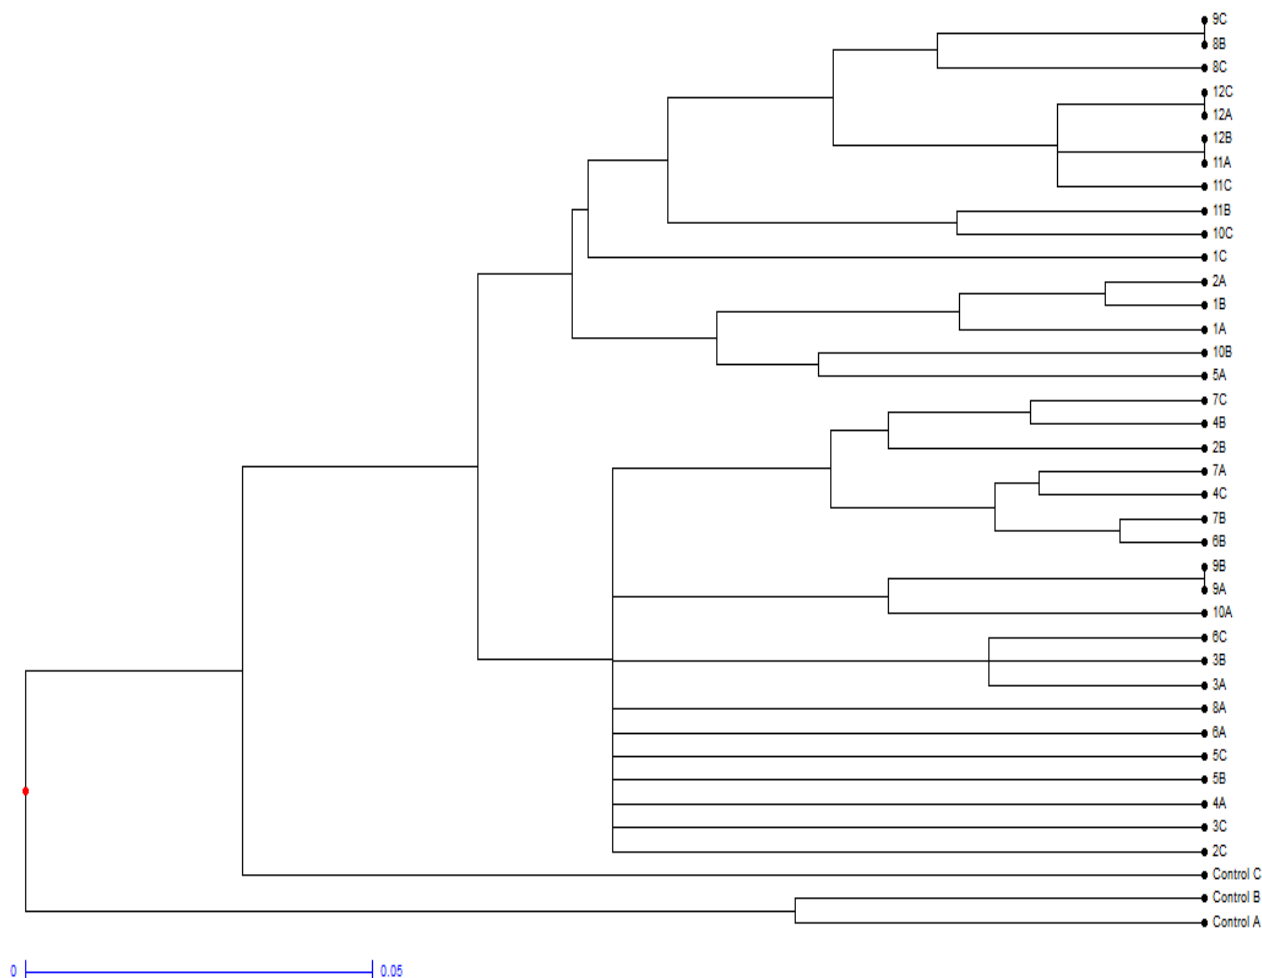 9C
8B
8C
12C
12A
12B
11A
11C
11B
10C
1C
2A
1B
1A
10B
5A
7C
4B
2B
7A
4C
7B
6B
9B
9A
10A
6C
3B
3A
8A
6A
5C
5B
4A
3C
2C
Control C
Control B
Control A
0 0.05